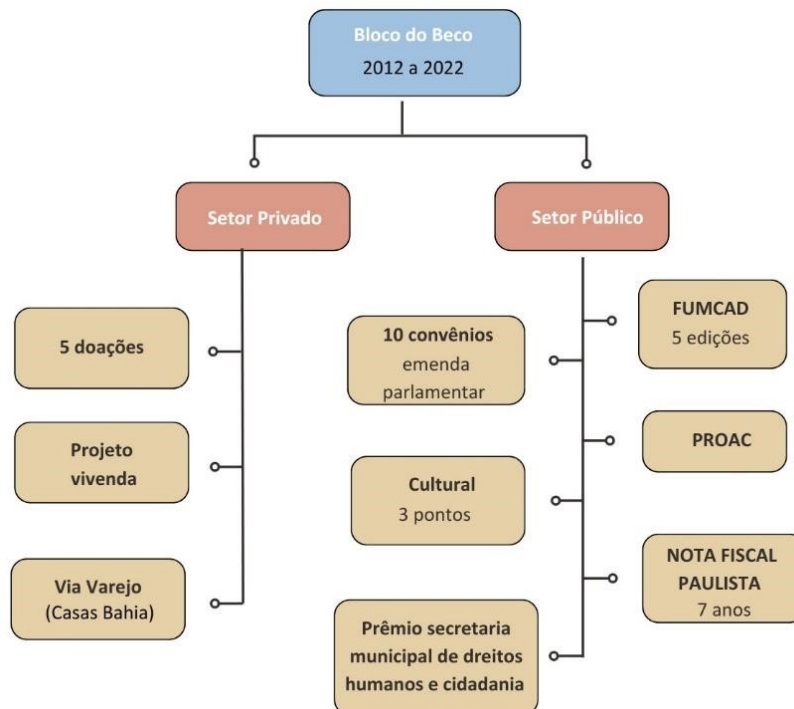 Bloco do Beco
2012 a 2022
Setor Privado
Setor Público
5 doações
Projeto
vivenda
Via Varejo
(Casas Bahia)
10 convênios
emenda
parlamentar
Cultural
3 pontos
Prêmio secretaria
municipal de dreitos
humanos e cidadania
FUMCAD
5 edições
PROAC
NOTA FISCAL
PAULISTA
7 anos